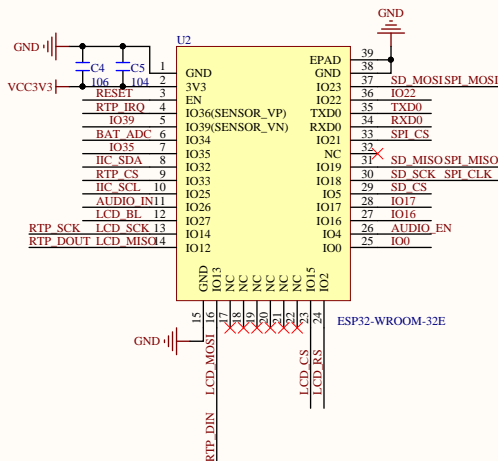 GND
U2
GND
C4
C5
106
104
VCC3V3
RESET
RTP_IRQ
IO39
BAT_ADC
IO35
IIC_SDA
RTP_CS
IIC_SCL
AUDIO_IN
LCD_BL
RTP_SCK LCD_SCK
RTP_DOUT LCD_MISO
1
2
3
4
5
6
7
8
9
10
11
12
13
14
GND
3V3
EN
IO36(SENSOR_VP)
IO39(SENSOR_VN)
IO34
IO35
IO32
IO33
IO25
IO26
IO27
IO14
IO12
EPAD
GND
IO23
IO22
TXD0
RXD0
IO21
NC
IO19
IO18
IO5
IO17
IO16
IO4
IO0
39
38
37
36
35
34
33
32
31
30
29
28
27
26
25
SD_MOSI SPI_MOSI
IO22
TXD0
RXD0
SPI_CS
SD_MISO SPI_MISO
SD_SCK SPI_CLK
SD_CS
IO17
IO16
AUDIO_EN
IO0
GND
IO13
NC
NC
NC
NC
NC
NC
IO15
IO2
15
16
17
18
19
20
21
22
23
24
ESP32-WROOM-32E
GND
RTP_DIN LCD_MOSI
LCD_CS
LCD_RS